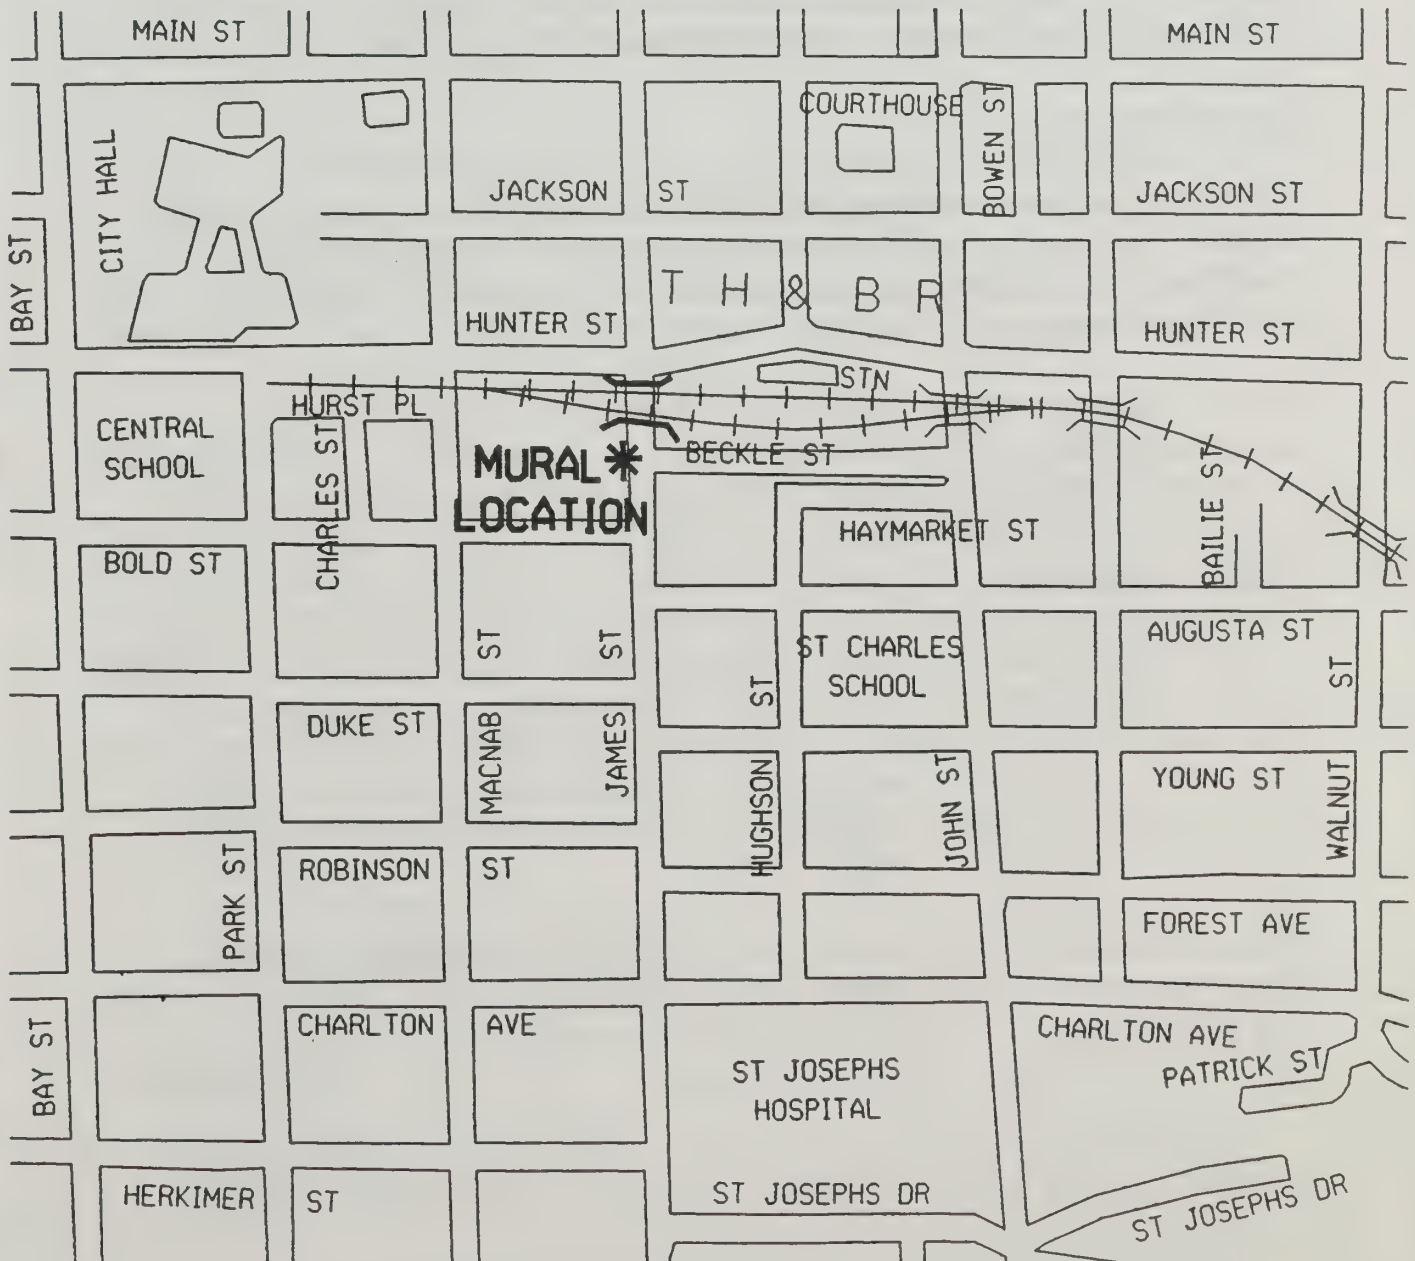 MAIN ST
MAIN ST
COURTHOUSE
BOWEN ST
CITY HALL
JACKSON ST
JACKSON ST
BAY ST
T H & B R
HUNTER ST
HUNTER ST
STN
HURST PL
CENTRAL
SCHOOL
CHARLES ST
MURAL *
LOCATION
BECKLE ST
HAYMARKET ST
BAILIE ST
BOLD ST
AUGUSTA ST
ST CHARLES
SCHOOL
DUKE ST
MACNAB ST
JAMES ST
HUGHSON ST
JOHN ST
YOUNG ST
WALNUT ST
PARK ST
ROBINSON ST
FOREST AVE
BAY ST
CHARLTON AVE
CHARLTON AVE
PATRICK ST
ST JOSEPHS
HOSPITAL
HERKIMER ST
ST JOSEPHS DR
ST JOSEPHS DR